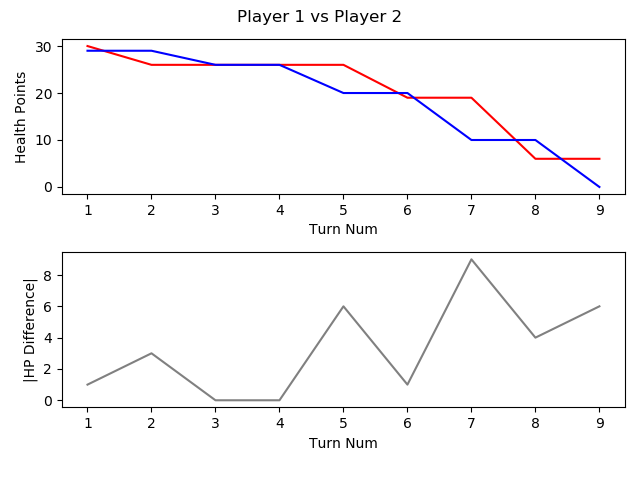 Player 1 vs Player 2
Health Points
30
20
10
0
1 2 3 4 5 6 7 8 9
Turn Num
|HP Difference|
8
6
4
2
0
1 2 3 4 5 6 7 8 9
Turn Num